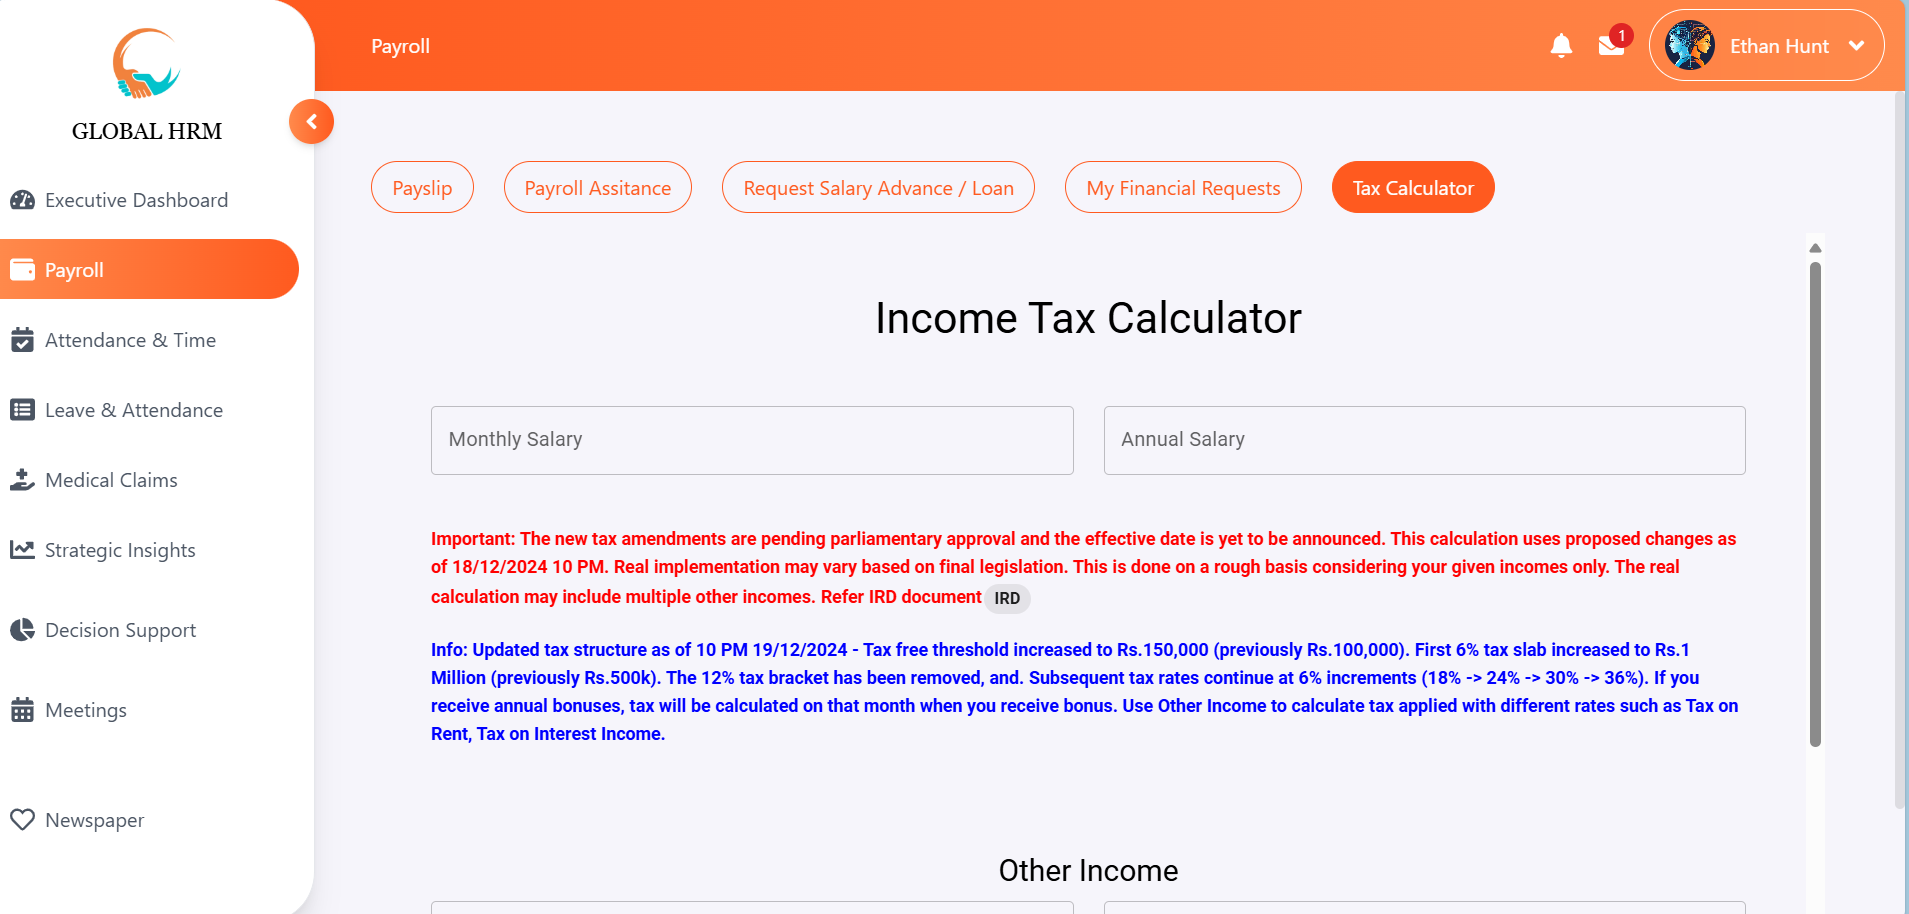 GLOBAL HRM
Executive Dashboard
Payroll
Attendance & Time
Leave & Attendance
Medical Claims
Strategic Insights
Decision Support
Meetings
Newspaper
Payroll
1
Ethan Hunt
Payslip
Payroll Assitance
Request Salary Advance / Loan
My Financial Requests
Tax Calculator
Income Tax Calculator
Monthly Salary
Annual Salary
Important: The new tax amendments are pending parliamentary approval and the effective date is yet to be announced. This calculation uses proposed changes as
of 18/12/2024 10 PM. Real implementation may vary based on final legislation. This is done on a rough basis considering your given incomes only. The real
calculation may include multiple other incomes. Refer IRD document IRD
Info: Updated tax structure as of 10 PM 19/12/2024 - Tax free threshold increased to Rs.150,000 (previously Rs.100,000). First 6% tax slab increased to Rs.1
Million (previously Rs.500k). The 12% tax bracket has been removed, and. Subsequent tax rates continue at 6% increments (18% -> 24% -> 30% -> 36%). If you
receive annual bonuses, tax will be calculated on that month when you receive bonus. Use Other Income to calculate tax applied with different rates such as Tax on
Rent, Tax on Interest Income.
Other Income